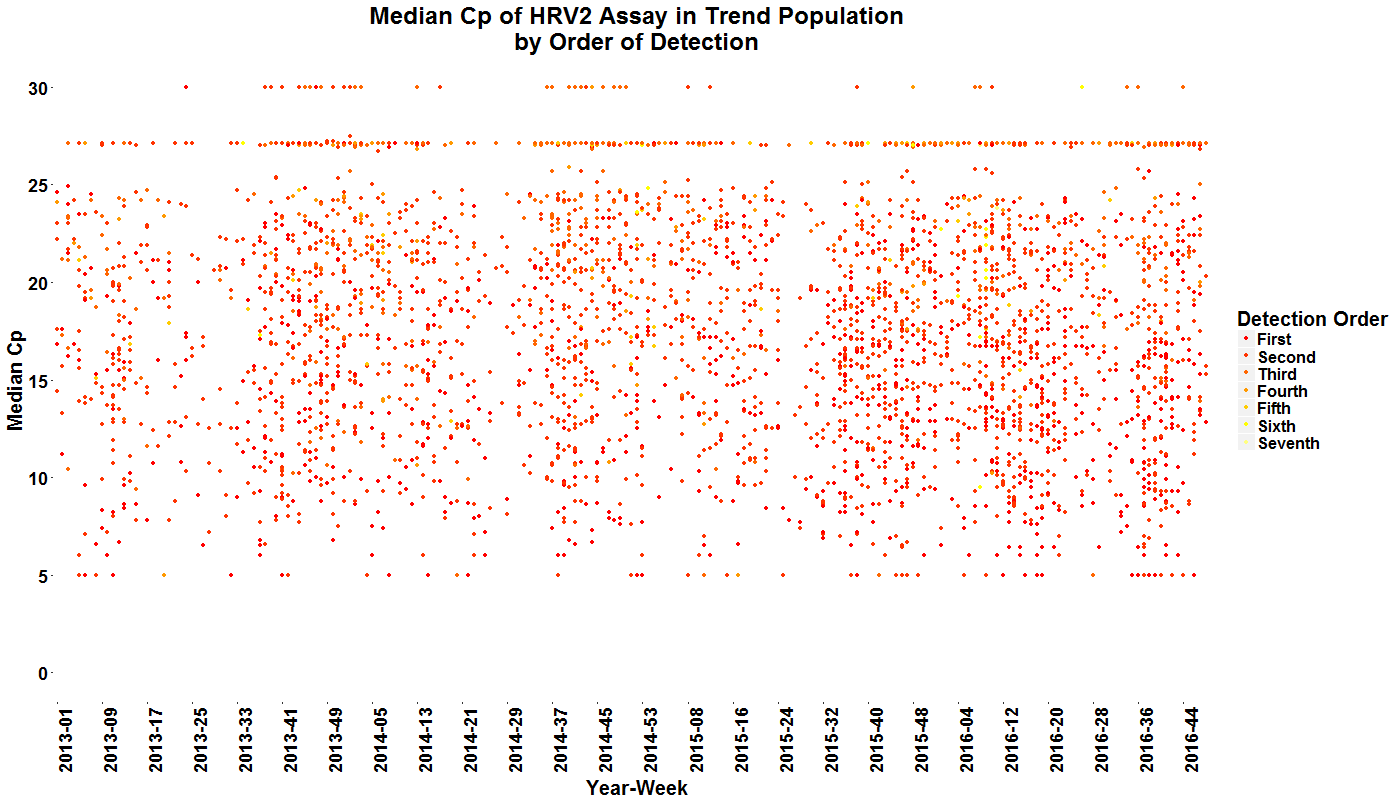 Median Cp of HRV2 Assay in Trend Population
by Order of Detection
30
25
20
15
10
5
0
Median Cp
2013-01
2013-09
2013-17
2013-25
2013-33
2013-41
2013-49
2014-05
2014-13
2014-21
2014-29
2014-37
2014-45
2014-53
2015-08
2015-16
2015-24
2015-32
2015-40
2015-48
2016-04
2016-12
2016-20
2016-28
2016-36
2016-44
Year-Week
Detection Order
First
Second
Third
Fourth
Fifth
Sixth
Seventh